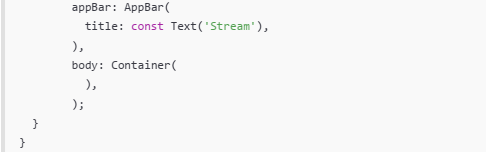 appBar: AppBar(
title: const Text('Stream'),
),
body: Container(
),
);
}
}